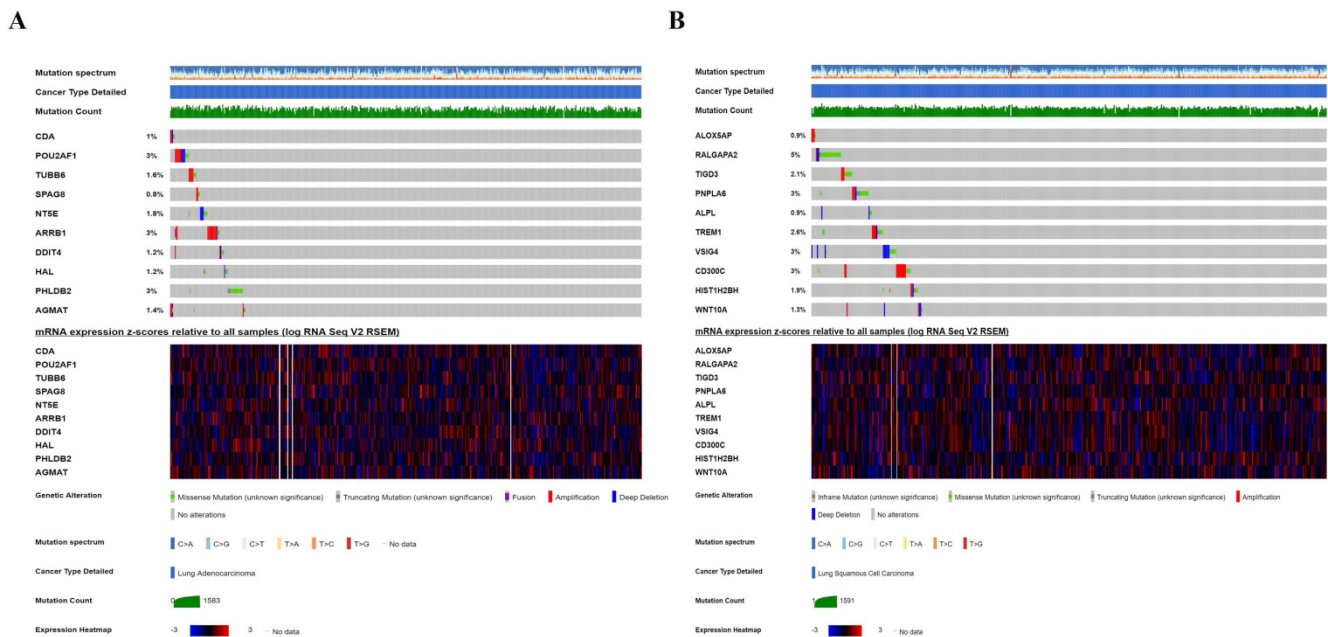 A
Mutation spectrum
Cancer Type Detailed
Mutation Count
CDA 1%
POU2AF1 3%
TUBB6 1.6%
SPAG8 0.8%
NT5E 1.8%
ARRB1 3%
DDIT4 1.2%
HAL 1.2%
PHLDB2 3%
AGMAT 1.4%
mRNA expression z-scores relative to all samples (log RNA Seq V2 RSEM)
CDA
POU2AF1
TUBB6
SPAG8
NT5E
ARRB1
DDIT4
HAL
PHLDB2
AGMAT
Genetic Alteration Missense Mutation (unknown significance) Truncating Mutation (unknown significance) Fusion Amplification Deep Deletion
No alterations
Mutation spectrum C>A C>G C>T T>A T>C T>G No data
Cancer Type Detailed Lung Adenocarcinoma
Mutation Count 0 1583
Expression Heatmap -3 3 No data
B
Mutation spectrum
Cancer Type Detailed
Mutation Count
ALOX5AP 0.9%
RALGAPA2 5%
TIGD3 2.1%
PNPLA6 3%
ALPL 0.9%
TREM1 2.6%
VSIG4 3%
CD300C 3%
HIST1H2BH 1.9%
WNT10A 1.3%
mRNA expression z-scores relative to all samples (log RNA Seq V2 RSEM)
ALOX5AP
RALGAPA2
TIGD3
PNPLA6
ALPL
TREM1
VSIG4
CD300C
HIST1H2BH
WNT10A
Genetic Alteration Inframe Mutation (unknown significance) Missense Mutation (unknown significance) Truncating Mutation (unknown significance) Amplification
Deep Deletion No alterations
Mutation spectrum C>A C>G C>T T>A T>C T>G
Cancer Type Detailed Lung Squamous Cell Carcinoma
Mutation Count 1 1591
Expression Heatmap -3 3 No data